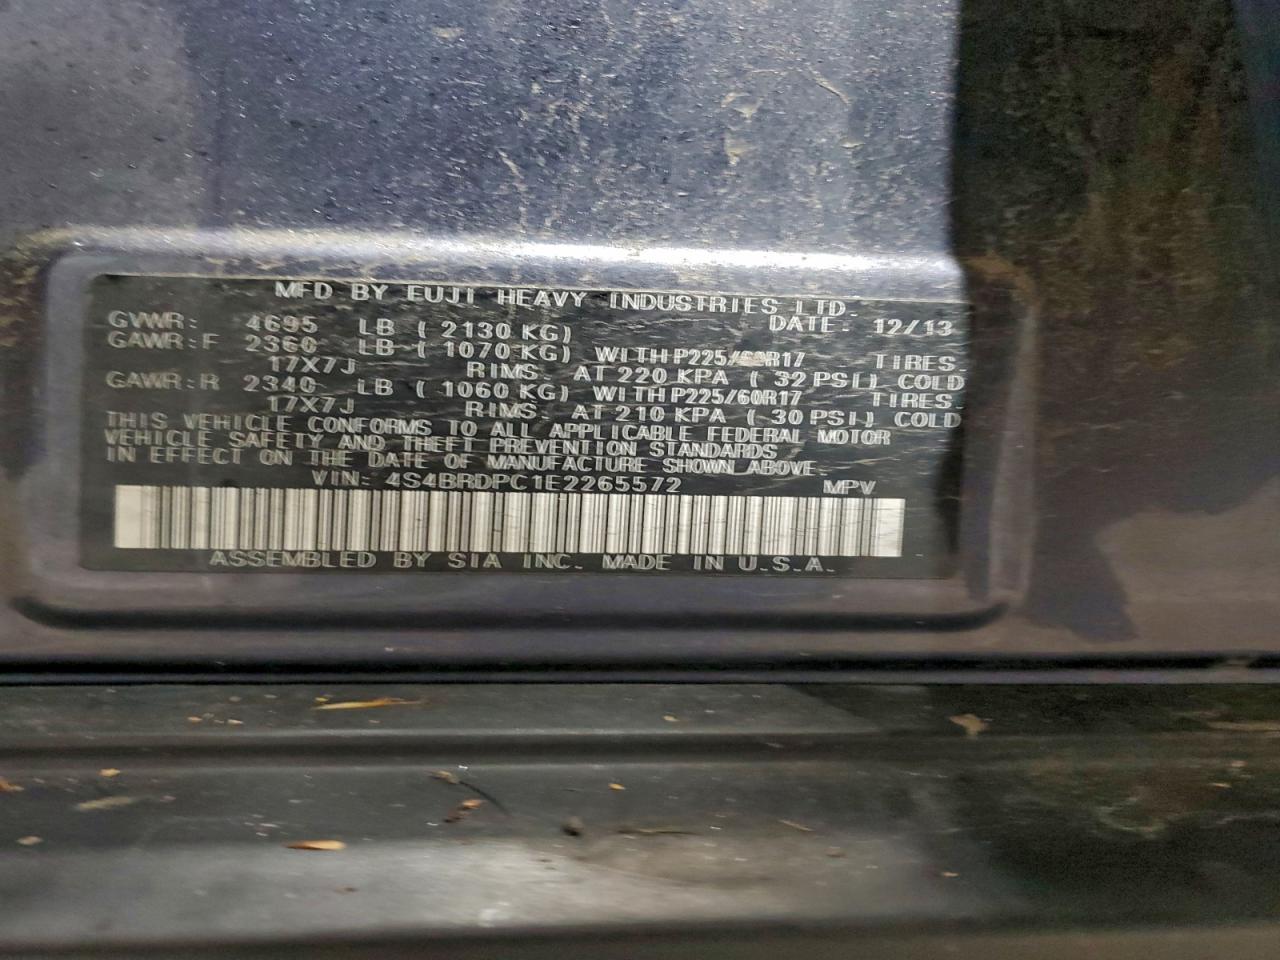 MFD BY FUJI HEAVY INDUSTRIES LTD.
DATE: 12/13
GVWR: 4695 LB (2130 KG)
GAWR: F 2360 LB (1070 KG) WITH P225/60R17 TIRES.
17X7J RIMS. AT 220 KPA (32 PSI) COLD
GAWR: R 2340 LB (1060 KG) WITH P225/60R17 TIRES.
17X7J RIMS. AT 210 KPA (30 PSI) COLD
THIS VEHICLE CONFORMS TO ALL APPLICABLE FEDERAL MOTOR
VEHICLE SAFETY AND THEFT PREVENTION STANDARDS
IN EFFECT ON THE DATE OF MANUFACTURE SHOWN ABOVE.
VIN: 4S4BRDPC1E2265572 MPV
ASSEMBLED BY SIA INC. MADE IN U.S.A.